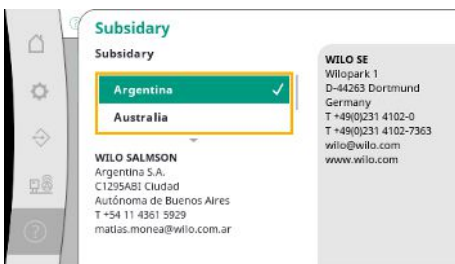 Subsidary
Subsidary
Argentina
Australia
WILO SALMSON
Argentina S.A.
C1295ABI Ciudad
Autónoma de Buenos Aires
T +54 11 4361 5929
matias.monea@wilo.com.ar
WILO SE
Wilopark 1
D-44263 Dortmund
Germany
T +49(0)231 4102-0
T +49(0)231 4102-7363
wilo@wilo.com
www.wilo.com